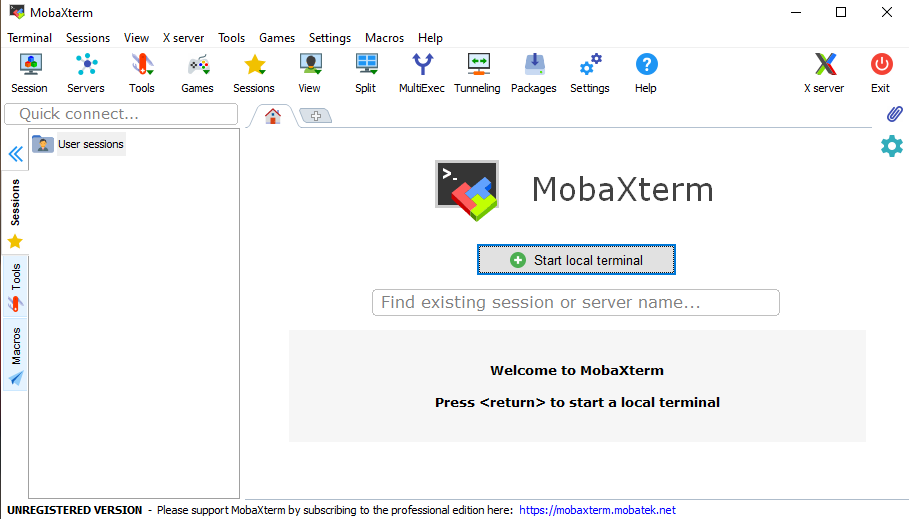 MobaXterm
Terminal Sessions View X server Tools Games Settings Macros Help
Session Servers Tools Games Sessions View Split MultiExec Tunneling Packages Settings Help X server Exit
Quick connect...
User sessions
Sessions
Tools
Macros
>_
MobaXterm
Start local terminal
Find existing session or server name...
Welcome to MobaXterm
Press <return> to start a local terminal
UNREGISTERED VERSION - Please support MobaXterm by subscribing to the professional edition here: https://mobaxterm.mobatek.net